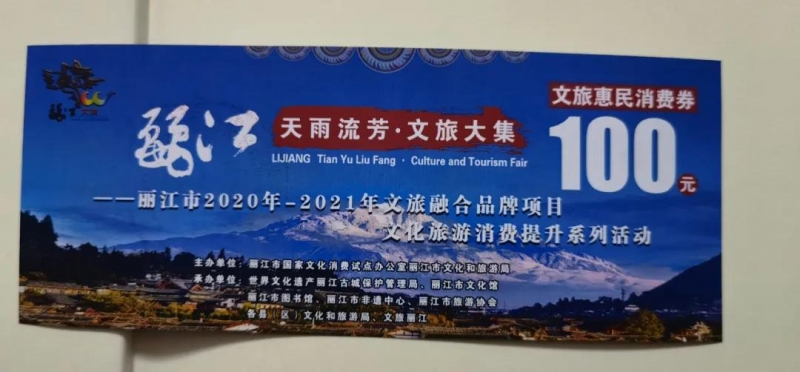 丽江
天雨流芳·文旅大集
LIJIANG Tian Yu Liu Fang · Culture and Tourism Fair
文旅惠民消费券
100元
——丽江市2020年-2021年文旅融合品牌项目
文化旅游消费提升系列活动
主办单位：丽江市国家文化消费试点办公室、丽江市文化和旅游局
承办单位：世界文化遗产丽江古城保护管理局、丽江市文化馆
丽江市图书馆、丽江市非遗中心、丽江市旅游协会
各县（区）文化和旅游局、文旅丽江